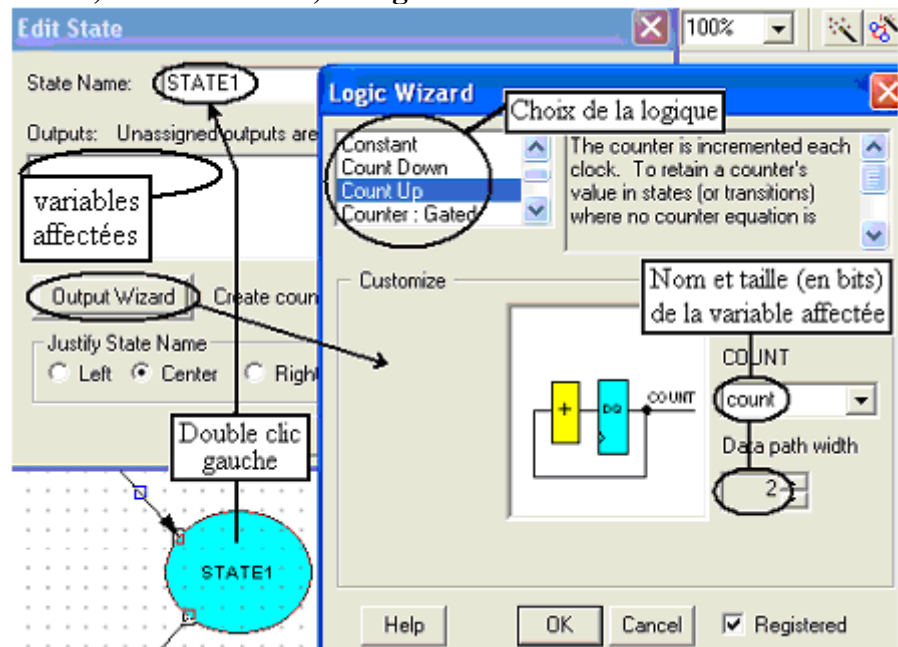 Edit State
100%
State Name: STATE1
Outputs: Unassigned outputs are
variables
affectées
Output Wizard
Create coun
Justify State Name
Left
Center
Right
Double clic
gauche
STATE1
Logic Wizard
Choix de la logique
Constant
Count Down
Count Up
Counter : Gated
The counter is incremented each
clock. To retain a counter's
value in states (or transitions)
where no counter equation is
Customize
Nom et taille (en bits)
de la variable affectée
+
DQ
COUNT
COUNT
count
Data path width
2
Help
OK
Cancel
Registered